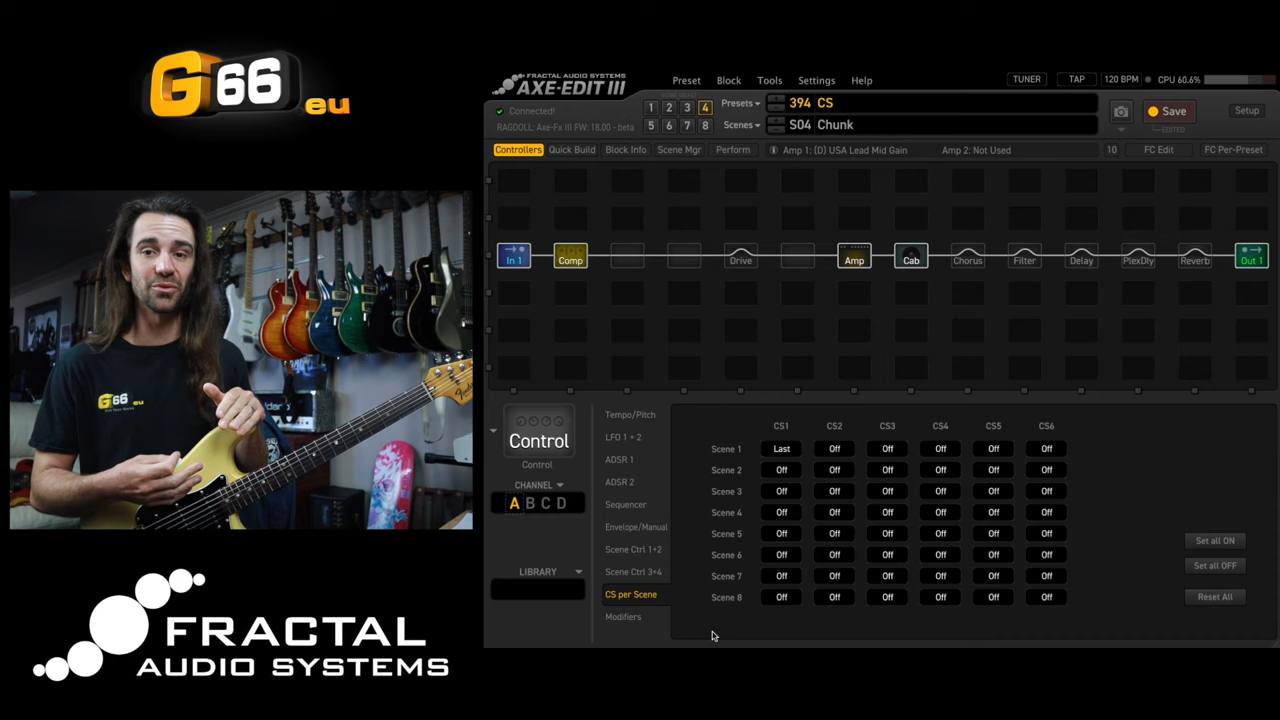 G66.eu
FRACTAL AUDIO SYSTEMS
AXE-EDIT III
Preset Block Tools Settings Help
TUNER TAP 120 BPM CPU 60.6%
Connected!
RAGDOLL: Axe-Fx III FW: 18.00 - beta
1 2 3 4
5 6 7 8
Presets 394 CS
Scenes S04 Chunk
Save
EDITED
Setup
Controllers Quick Build Block Info Scene Mgr Perform Amp 1: (D) USA Lead Mid Gain Amp 2: Not Used 10 FC Edit FC Per-Preset
In 1 Comp Drive Amp Cab Chorus Filter Delay PlexDly Reverb Out 1
Control
Control
CHANNEL
A B C D
LIBRARY
Tempo/Pitch
LFO 1 + 2
ADSR 1
ADSR 2
Sequencer
Envelope/Manual
Scene Ctrl 1+2
Scene Ctrl 3+4
CS per Scene
Modifiers
CS1 CS2 CS3 CS4 CS5 CS6
Scene 1 Last Off Off Off Off Off
Scene 2 Off Off Off Off Off Off
Scene 3 Off Off Off Off Off Off
Scene 4 Off Off Off Off Off Off
Scene 5 Off Off Off Off Off Off
Scene 6 Off Off Off Off Off Off
Scene 7 Off Off Off Off Off Off
Scene 8 Off Off Off Off Off Off
Set all ON
Set all OFF
Reset All
G66.eu
FRACTAL
AUDIO SYSTEMS